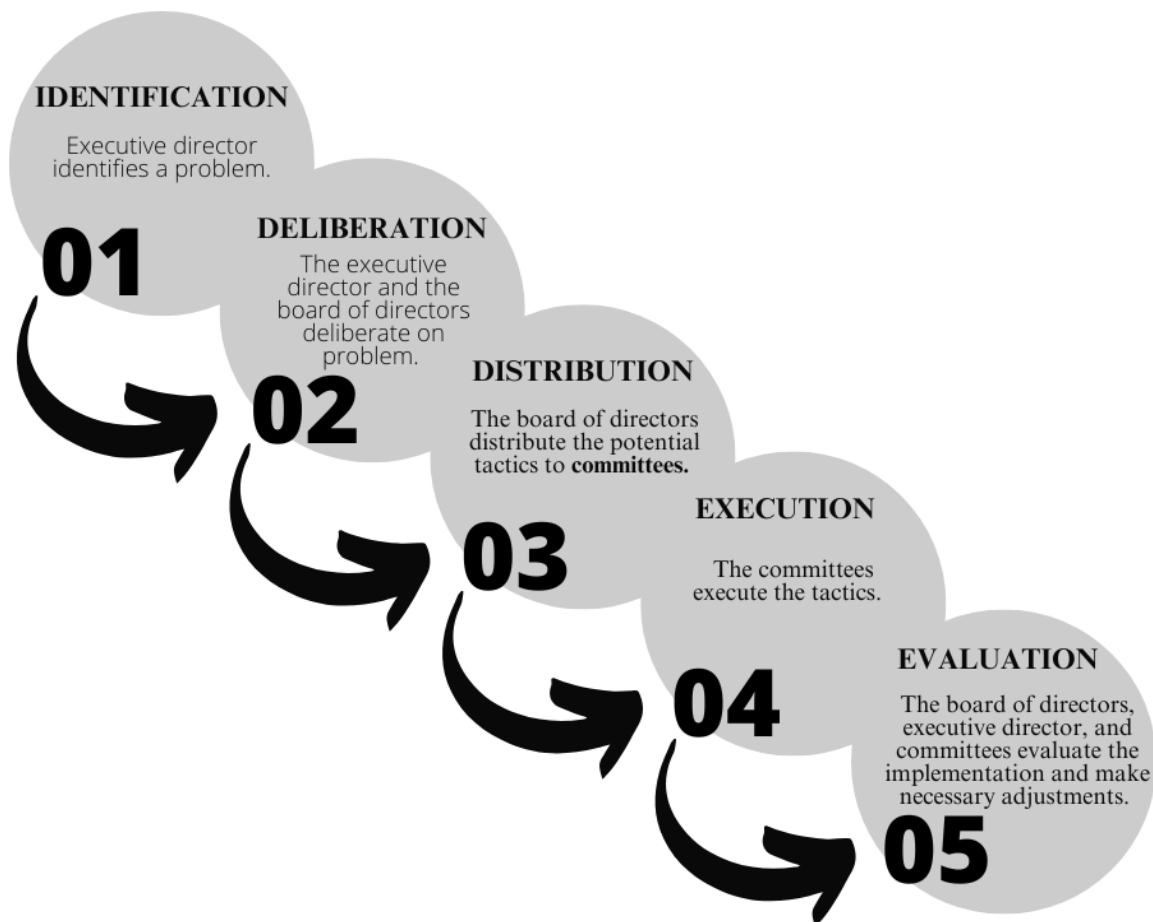 IDENTIFICATION
Executive director
identifies a problem.
01
DELIBERATION
The executive
director and the
board of directors
deliberate on
problem.
02
DISTRIBUTION
The board of directors
distribute the potential
tactics to committees.
03
EXECUTION
The committees
execute the tactics.
04
EVALUATION
The board of directors,
executive director, and
committees evaluate the
implementation and make
necessary adjustments.
05